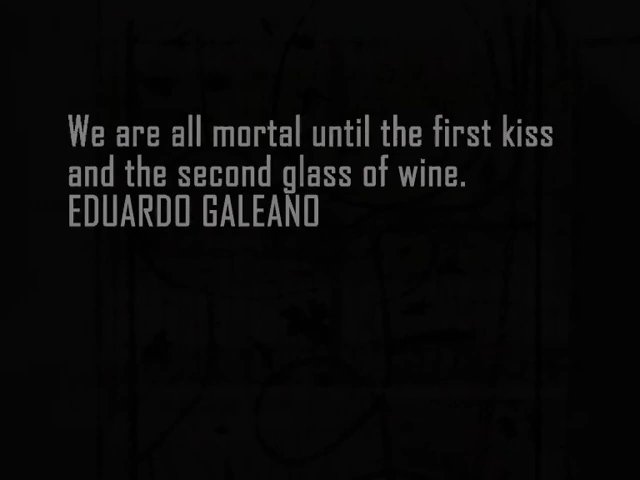 We are all mortal until the first kiss
and the second glass of wine.
EDUARDO GALEANO